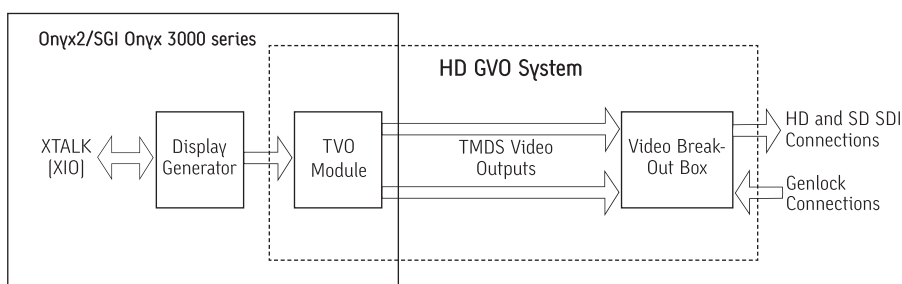 Onyx2/SGI Onyx 3000 series
HD GVO System
XTALK
(XIO)
Display
Generator
TVO
Module
TMDS Video
Outputs
Video Break-
Out Box
HD and SD SDI
Connections
Genlock
Connections